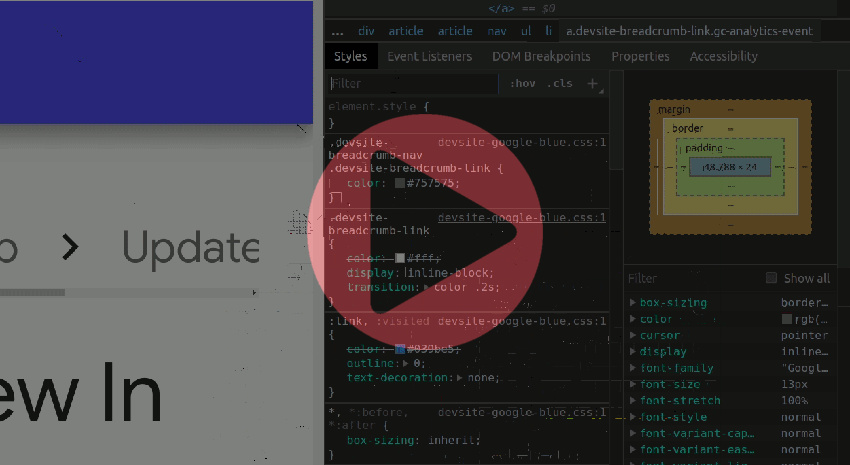 </a> == $0
... div article article nav ul li a.devsite-breadcrumb-link.gc-analytics-event
Styles Event Listeners DOM Breakpoints Properties Accessibility
Filter :hov .cls +
element.style {
}
.devsite- devsite-google-blue.css:1
breadcrumb-nav
.devsite-breadcrumb-link {
color: #757575;
}
.devsite- devsite-google-blue.css:1
breadcrumb-link
{
color: #fff;
display: inline-block;
transition: color .2s;
}
:link, :visited devsite-google-blue.css:1
{
color: #039be5;
outline: 0;
text-decoration: none;
}
*, *:before, devsite-google-blue.css:1
*:after {
box-sizing: inherit;
}
margin –
border –
padding –
48.788 × 24
–
–
–
Filter Show all
box-sizing border…
color rgb(…
cursor pointer
display inline…
font-family "Googl…
font-size 13px
font-stretch 100%
font-style normal
font-variant-cap… normal
font-variant-eas… normal
o > Update
ew In